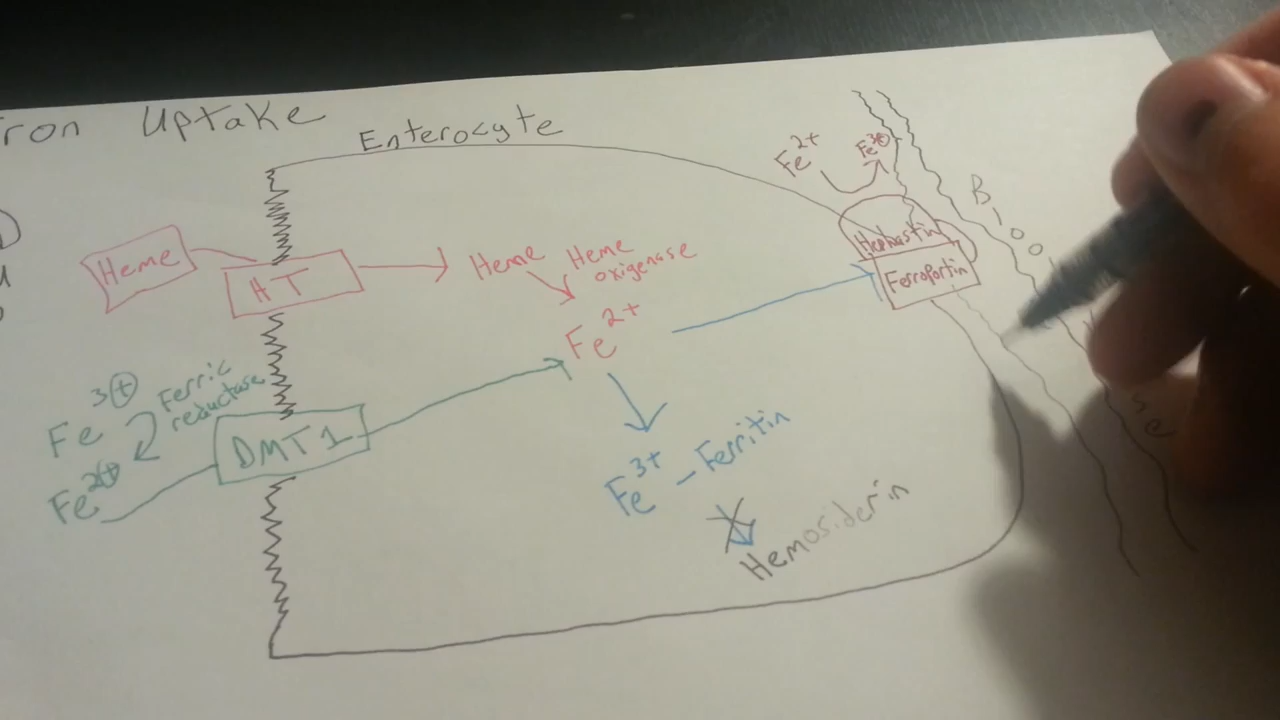 Iron Uptake
Enterocyte
Heme
HT
Heme
Heme
oxigenase
Fe2+
Fe3+
Ferric
reductase
Fe2+
DMT1
Fe3+ - Ferritin
Hemosiderin
Fe2+
Fe3+
Hephastin
Ferroportin